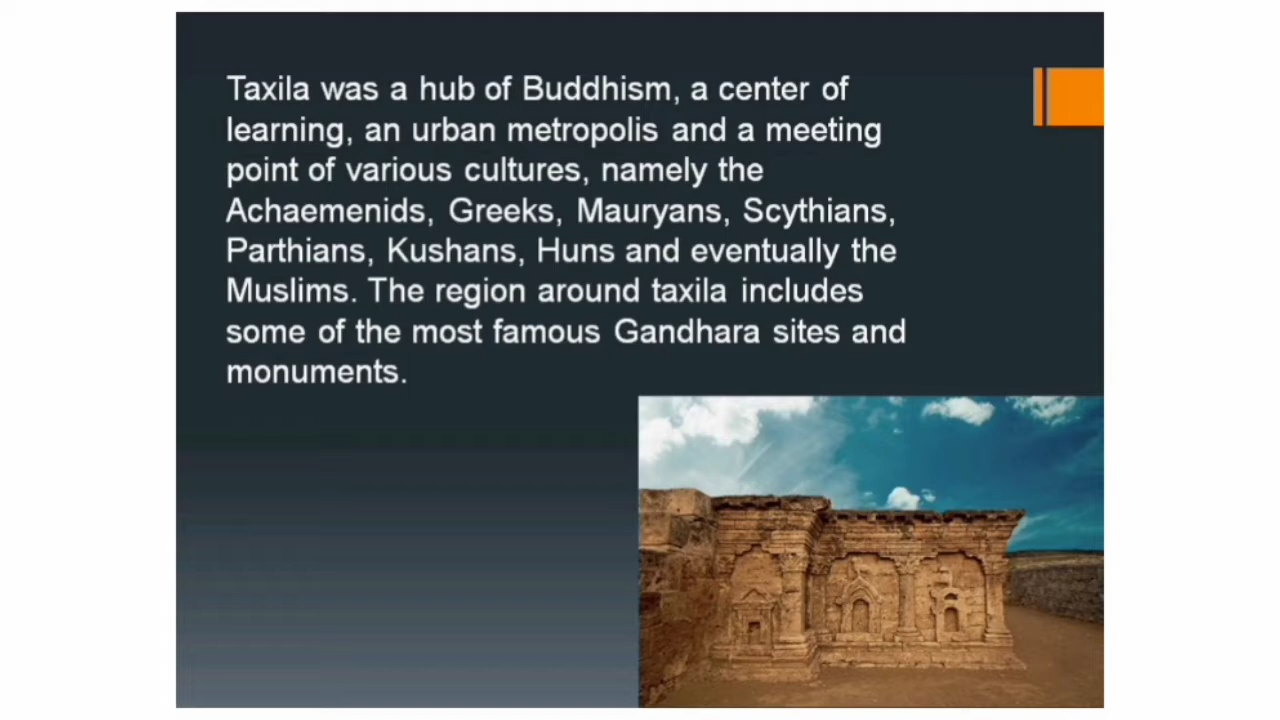 Taxila was a hub of Buddhism, a center of
learning, an urban metropolis and a meeting
point of various cultures, namely the
Achaemenids, Greeks, Mauryans, Scythians,
Parthians, Kushans, Huns and eventually the
Muslims. The region around taxila includes
some of the most famous Gandhara sites and
monuments.